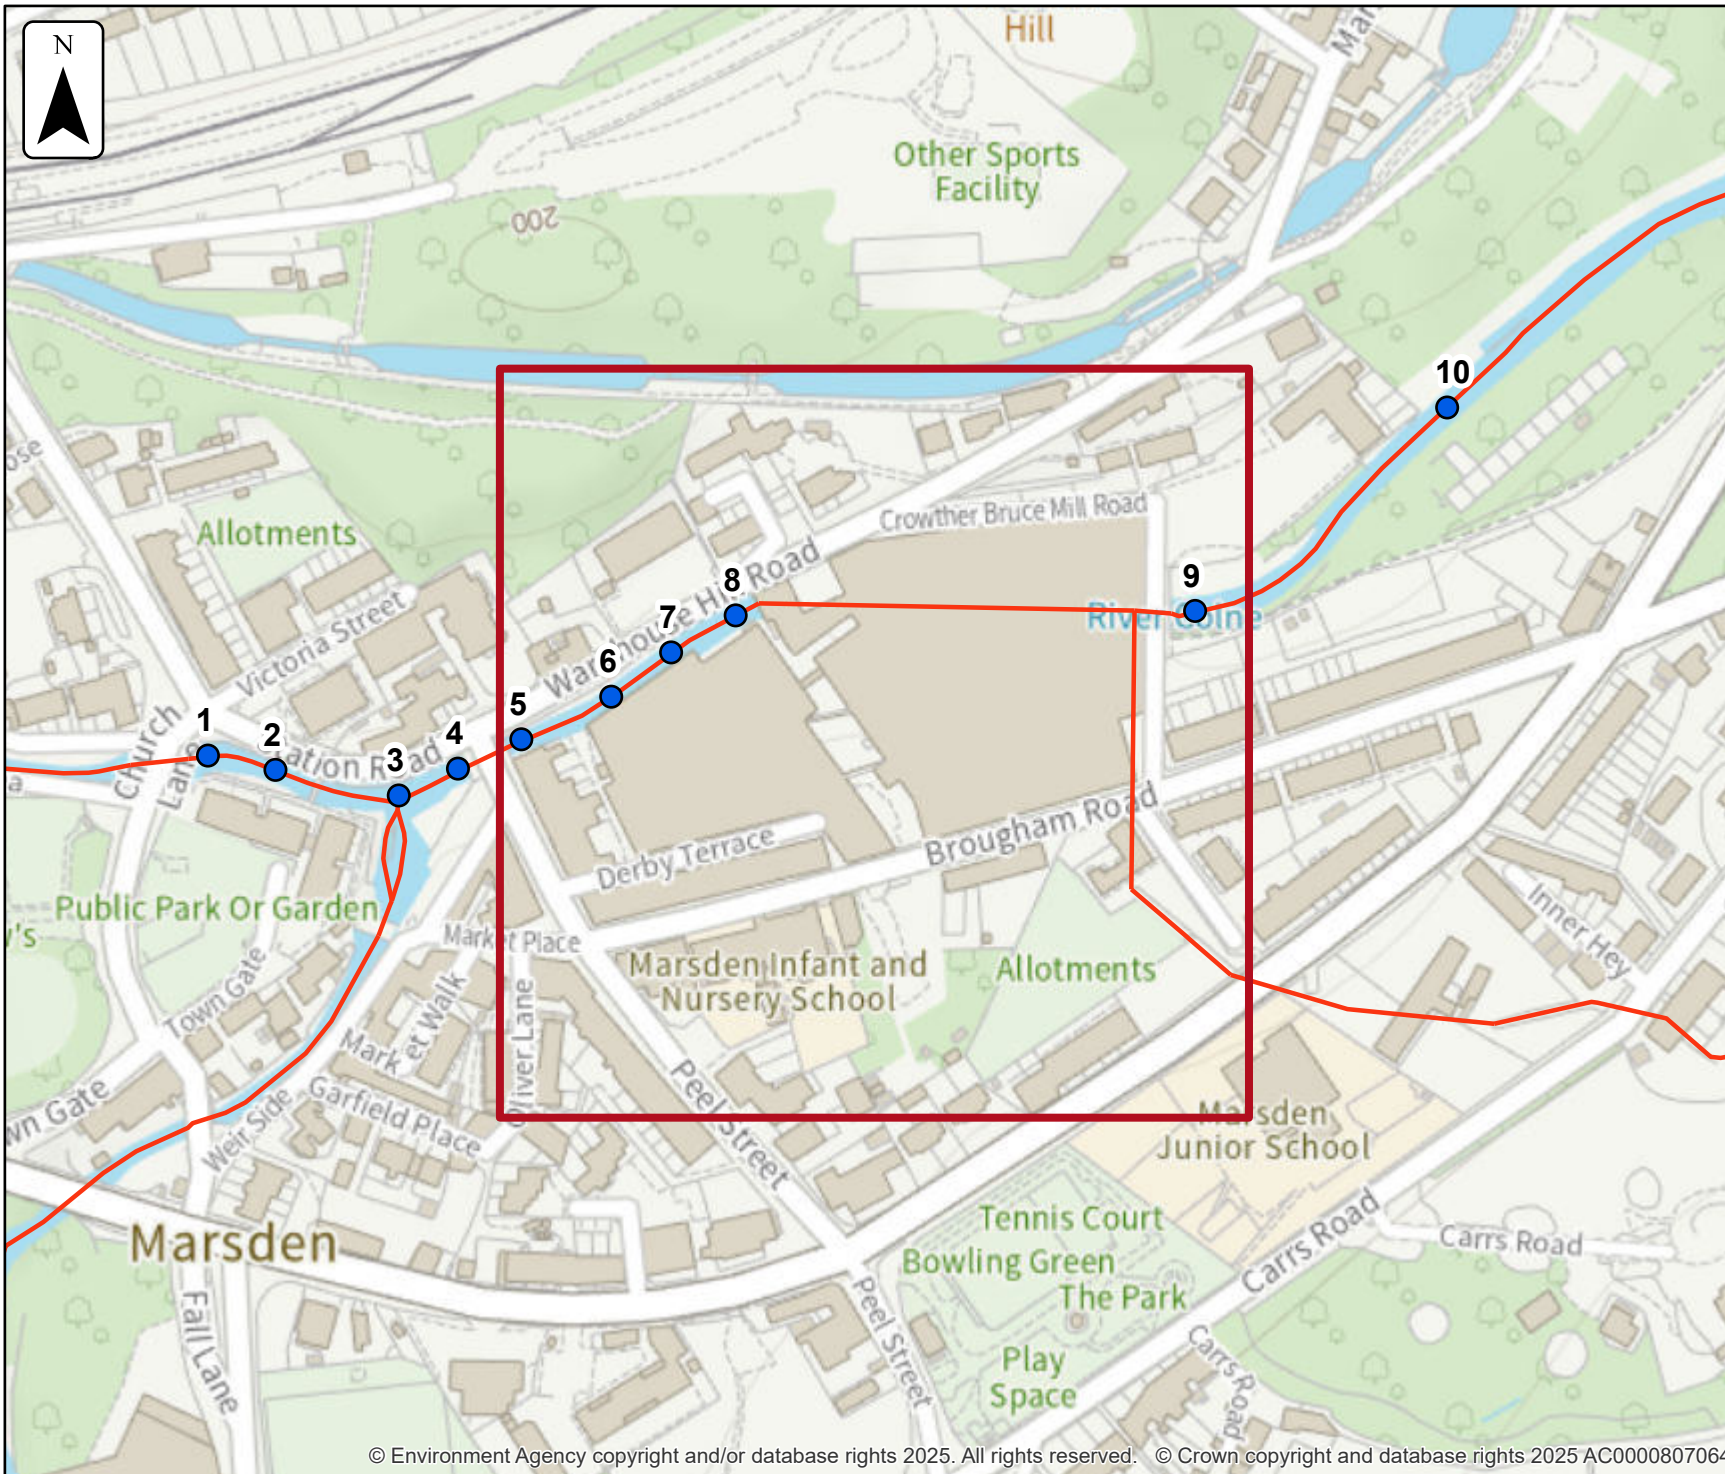 N
Hill
Other Sports
Facility
200
Allotments
Victoria Street
Church
Lane
Warehouse Hill Road
Crowther Bruce Mill Road
River Colne
1
2
3
4
5
6
7
8
9
10
Derby Terrace
Brougham Road
Public Park Or Garden
Market Place
Marsden Infant and
Nursery School
Allotments
Inner Hey
Town Gate
Market Walk
Oliver Lane
Garfield Place
Weir Side
Peel Street
Marsden
Junior School
Marsden
Tennis Court
Bowling Green
The Park
Carrs Road
Carrs Road
Fall Lane
Peel Street
Play
Space
Carrs Road
© Environment Agency copyright and/or database rights 2025. All rights reserved. © Crown copyright and database rights 2025 AC000080706